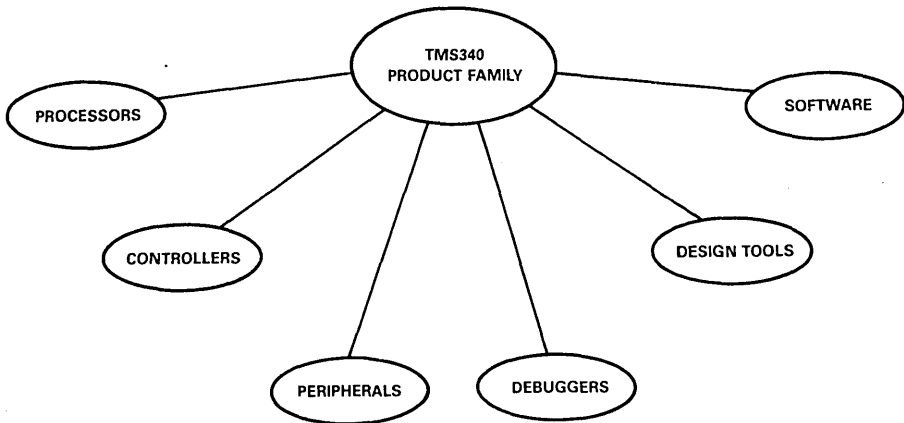 TMS340
PRODUCT FAMILY
PROCESSORS
SOFTWARE
CONTROLLERS
DESIGN TOOLS
PERIPHERALS
DEBUGGERS